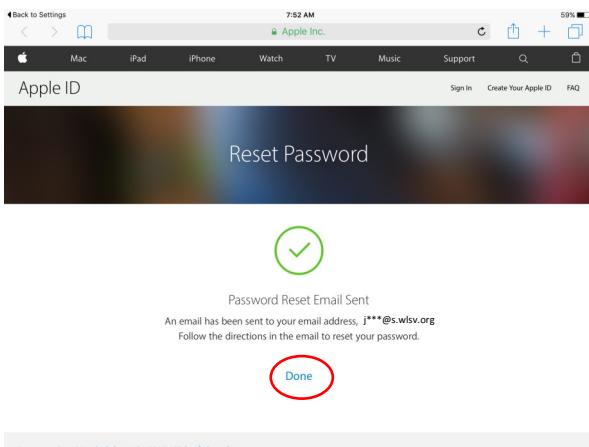 Back to Settings 7:52 AM 59%
Apple Inc.
Mac iPad iPhone Watch TV Music Support
Apple ID Sign In Create Your Apple ID FAQ
Reset Password
Password Reset Email Sent
An email has been sent to your email address, j***@s.wlsv.org
Follow the directions in the email to reset your password.
Done